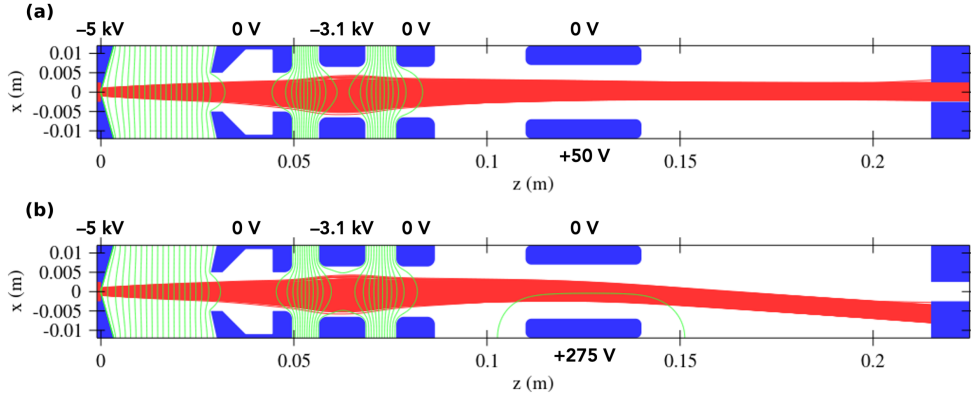 (a)
–5 kV 0 V –3.1 kV 0 V 0 V
x (m)
0.01
0.005
0
-0.005
-0.01
+50 V
0 0.05 0.1 0.15 0.2
z (m)
(b)
–5 kV 0 V –3.1 kV 0 V 0 V
x (m)
0.01
0.005
0
-0.005
-0.01
+275 V
0 0.05 0.1 0.15 0.2
z (m)